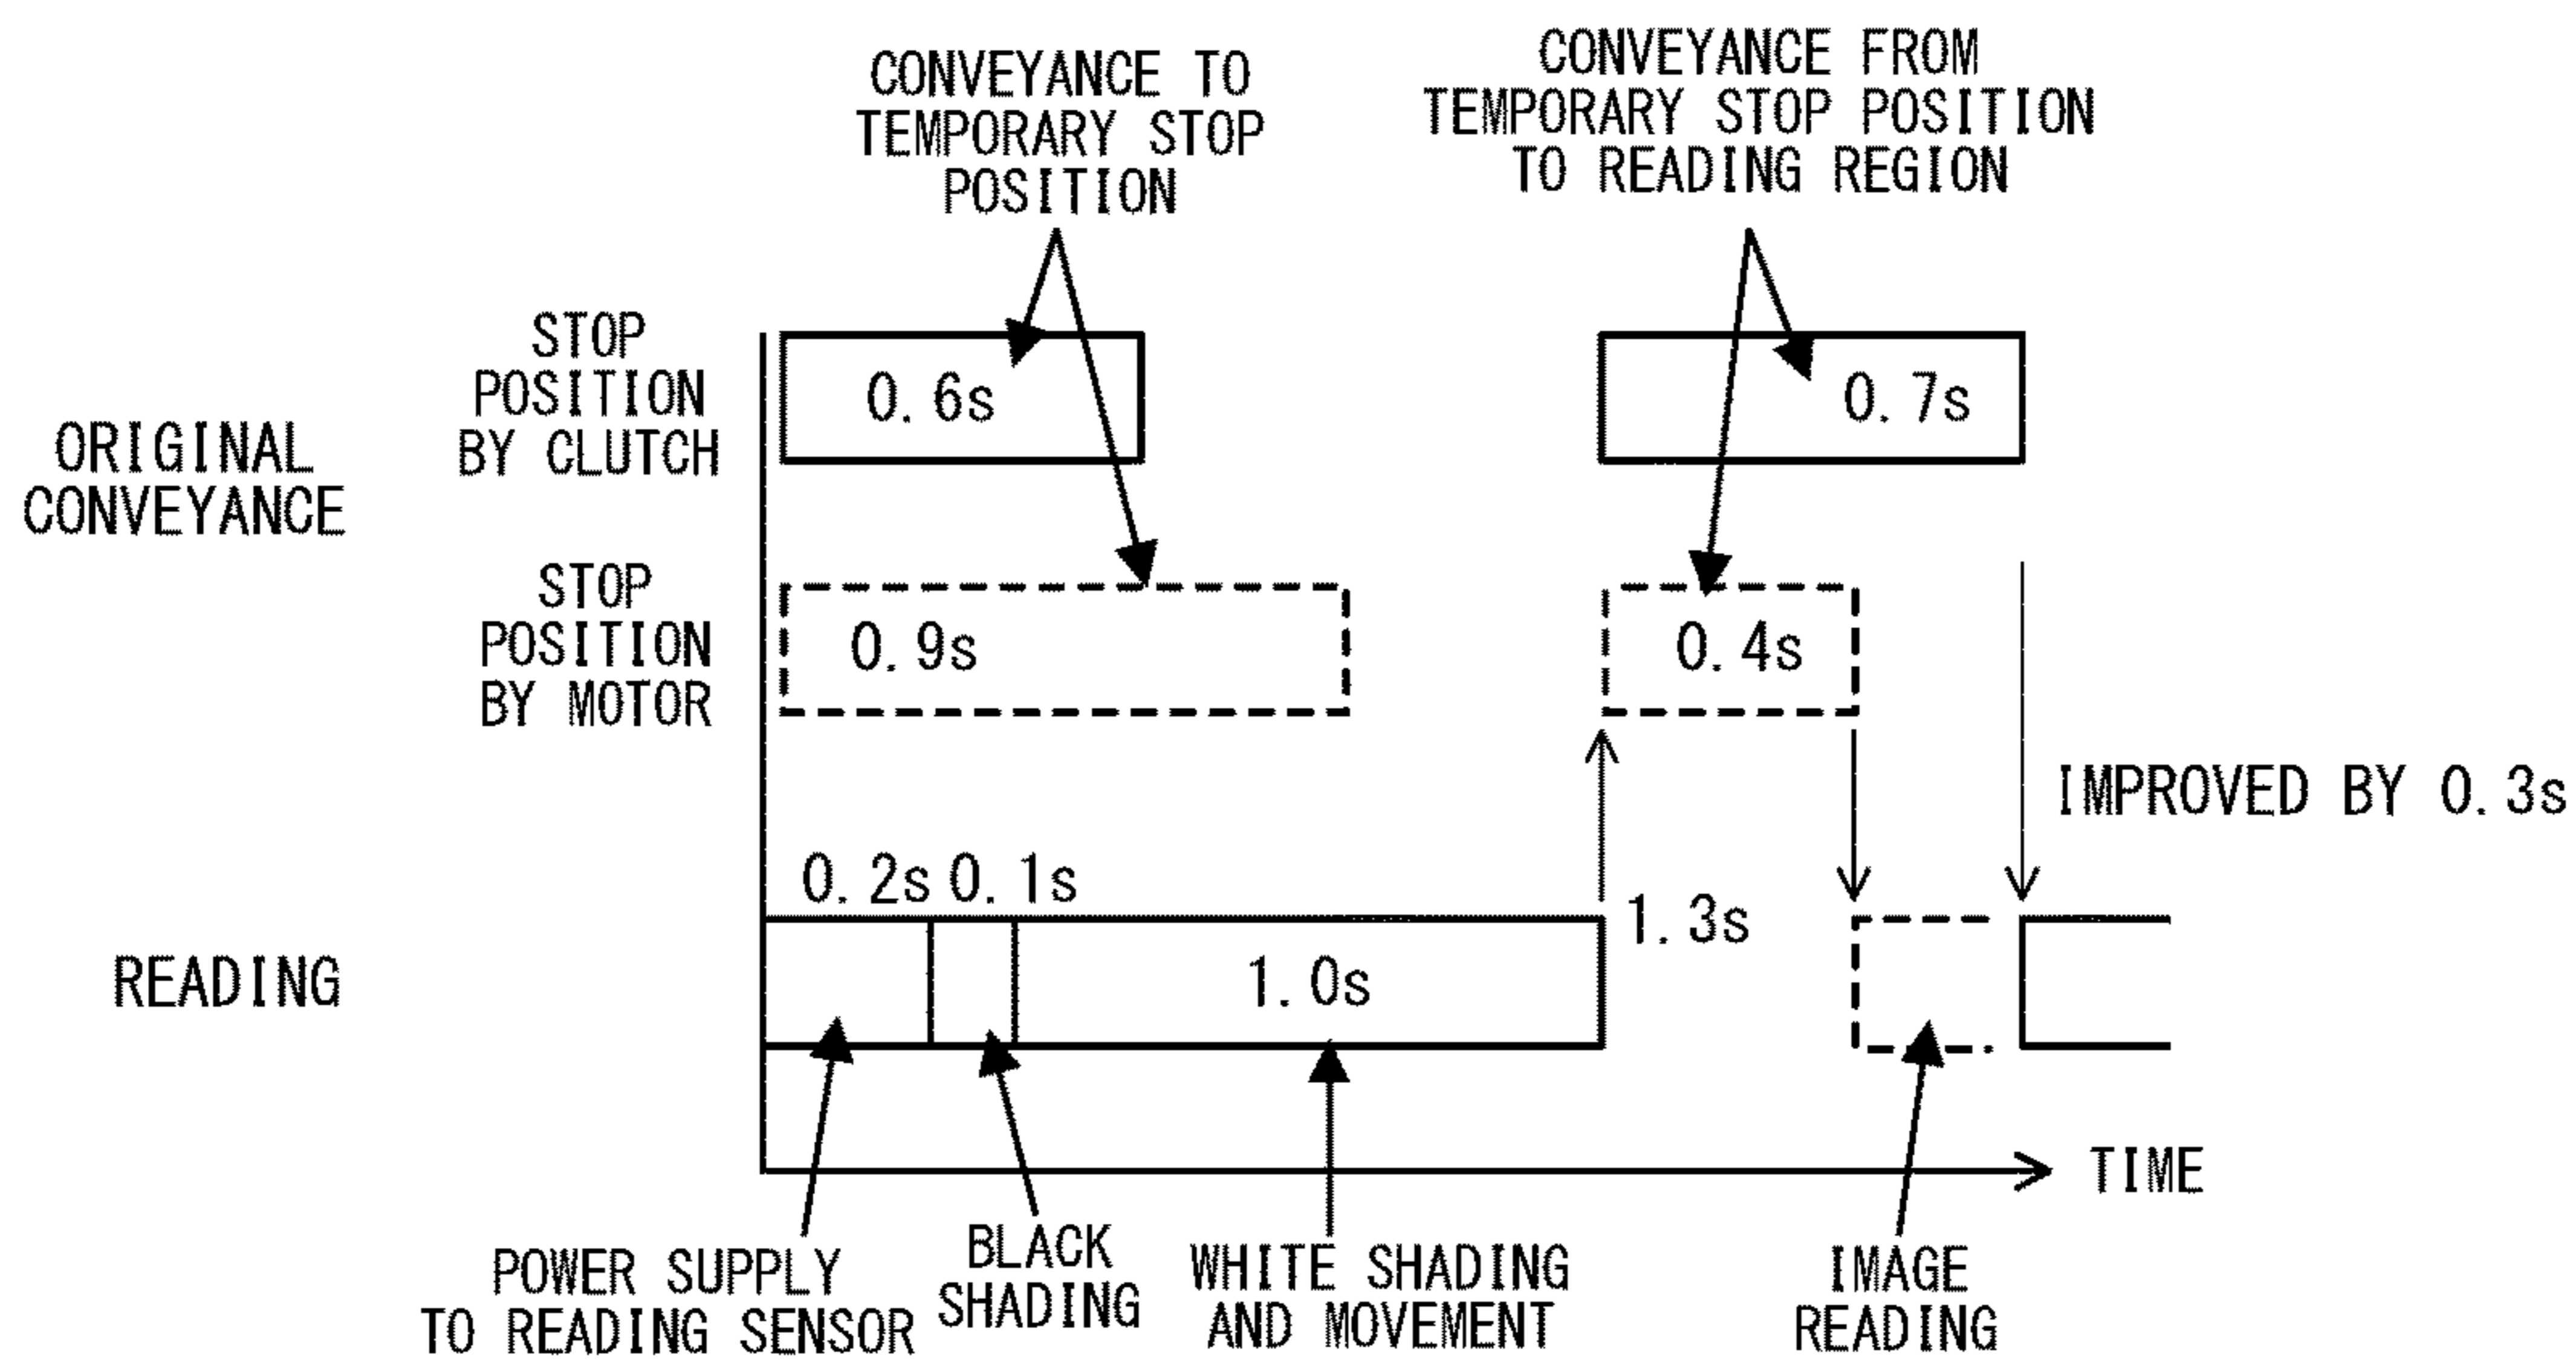 CONVEYANCE TO
TEMPORARY STOP
POSITION
CONVEYANCE FROM
TEMPORARY STOP POSITION
TO READING REGION
ORIGINAL
CONVEYANCE
STOP
POSITION
BY CLUTCH
0.6s
0.7s
STOP
POSITION
BY MOTOR
0.9s
0.4s
IMPROVED BY 0.3s
READING
0.2s 0.1s
1.0s
1.3s
TIME
POWER SUPPLY
TO READING SENSOR
BLACK
SHADING
WHITE SHADING
AND MOVEMENT
IMAGE
READING